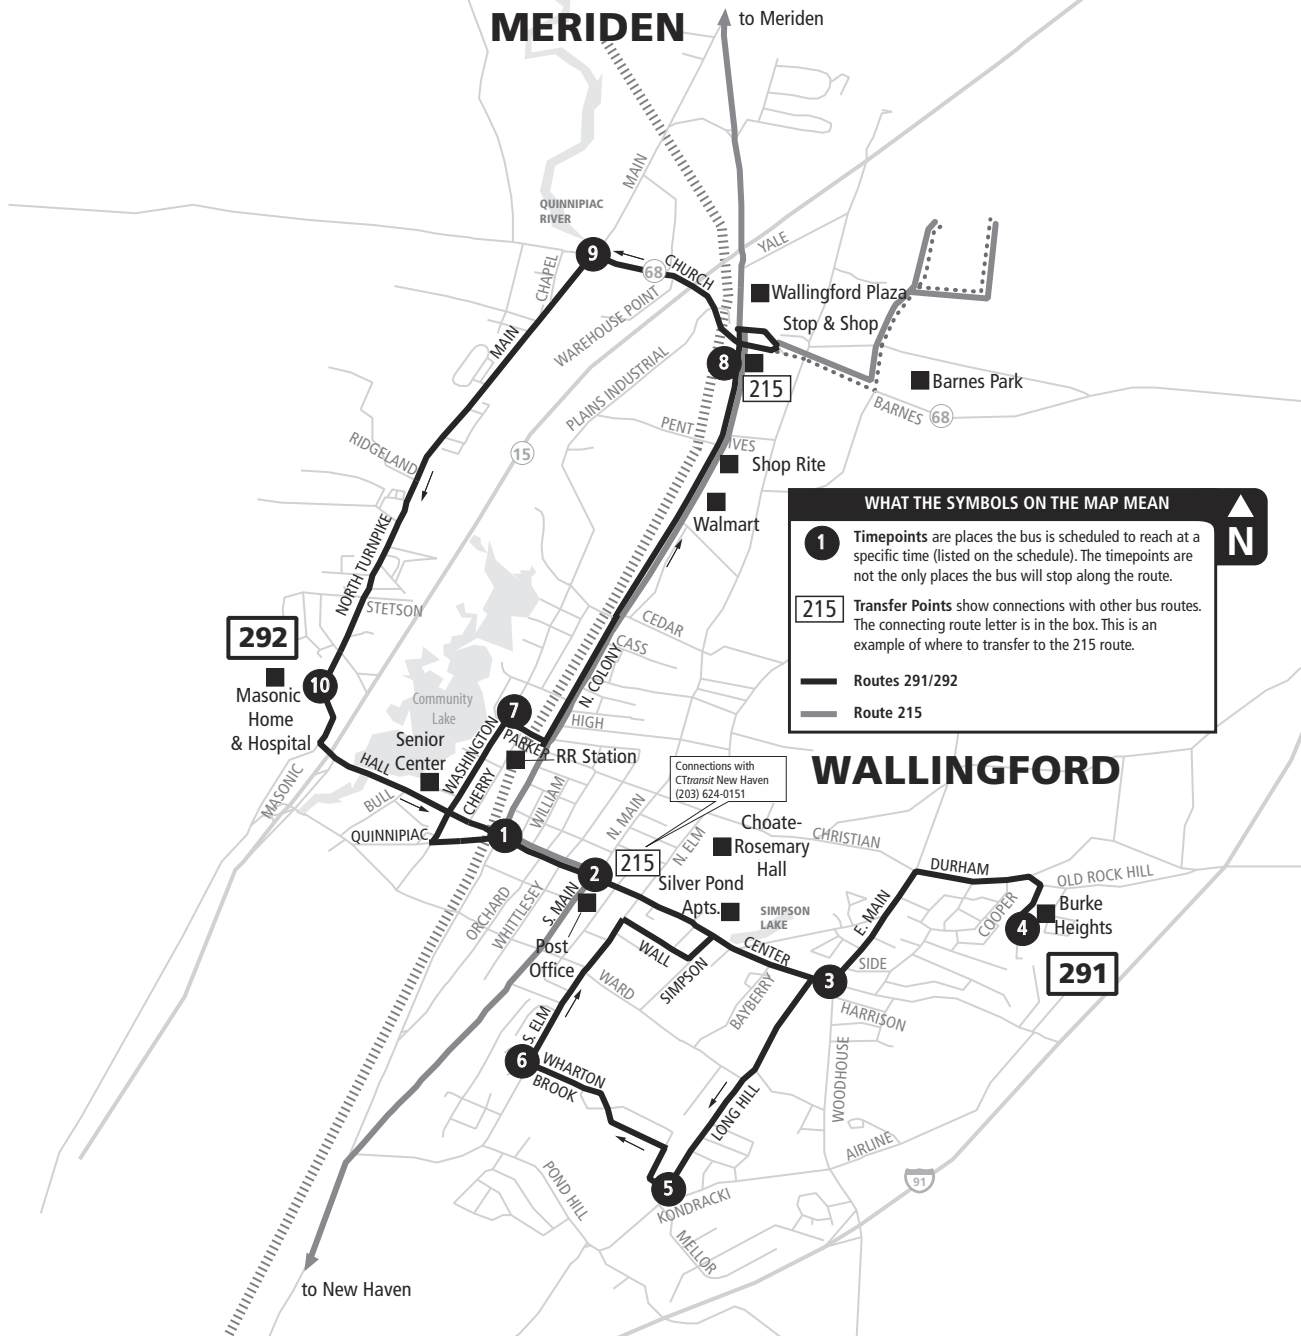 MERIDEN
to Meriden
MAIN
QUINNIPIAC
RIVER
YALE
9
68
CHURCH
CHAPEL
Wallingford Plaza
WAREHOUSE POINT
Stop & Shop
MAIN
8
PLAINS INDUSTRIAL
215
Barnes Park
BARNES
68
PENT
IVES
RIDGELAND
15
Shop Rite
Walmart
WHAT THE SYMBOLS ON THE MAP MEAN
N
1
Timepoints are places the bus is scheduled to reach at a
specific time (listed on the schedule). The timepoints are
not the only places the bus will stop along the route.
215
Transfer Points show connections with other bus routes.
The connecting route letter is in the box. This is an
example of where to transfer to the 215 route.
Routes 291/292
Route 215
NORTH TURNPIKE
STETSON
CEDAR
CASS
292
10
Masonic
Home
& Hospital
Community
Lake
N. COLONY
7
HIGH
PARKER
WASHINGTON
Senior
Center
RR Station
HALL
CHERRY
Connections with
CTtransit New Haven
(203) 624-0151
WALLINGFORD
MASONIC
BULL
WILLIAM
N. MAIN
QUINNIPIAC
1
N. ELM
Choate-
Rosemary
Hall
CHRISTIAN
215
2
DURHAM
OLD ROCK HILL
Silver Pond
Apts.
SIMPSON
LAKE
ORCHARD
WHITTLESEY
S. MAIN
E. MAIN
COOPER
4
Burke
Heights
Post
Office
WALL
CENTER
SIDE
291
WARD
SIMPSON
3
BAYBERRY
HARRISON
S. ELM
6
WHARTON
BROOK
WOODHOUSE
LONG HILL
AIRLINE
POND HILL
5
91
KONDRACKI
MELLOR
to New Haven